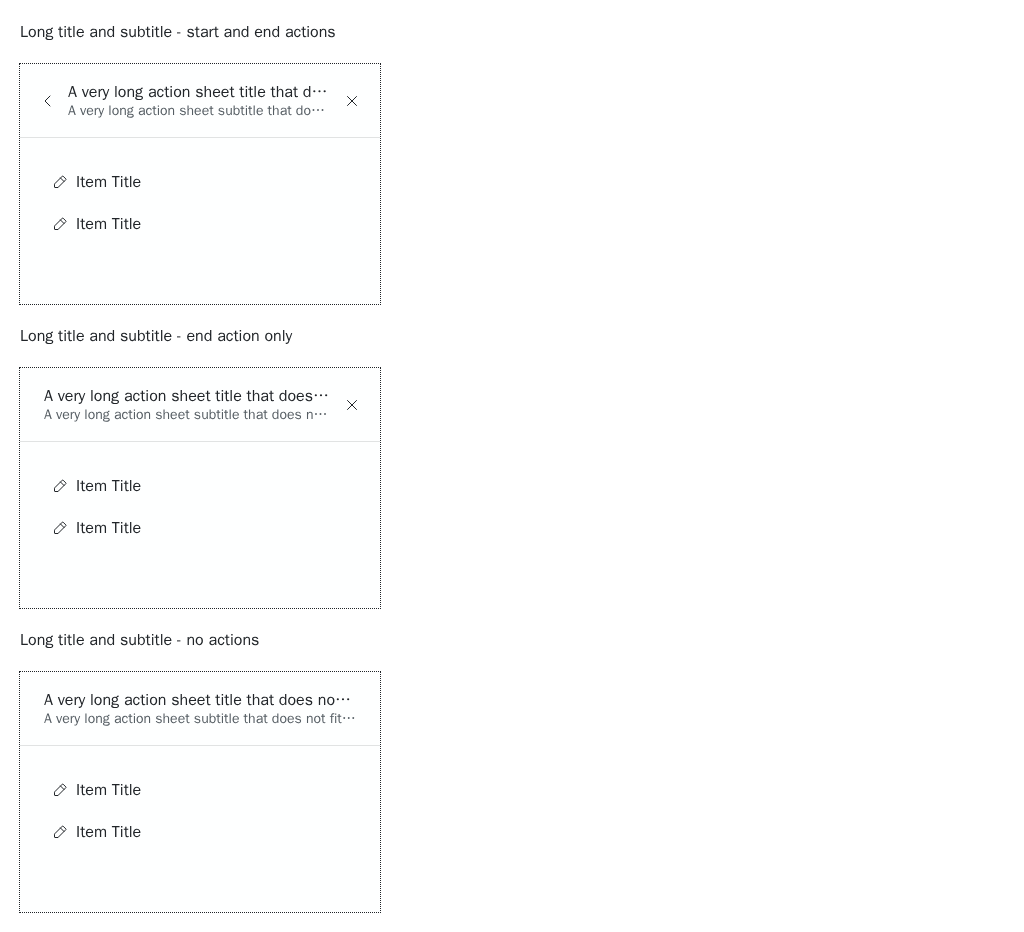 Long title and subtitle - start and end actions
A very long action sheet title that d···
A very long action sheet subtitle that do···
Item Title
Item Title
Long title and subtitle - end action only
A very long action sheet title that does···
A very long action sheet subtitle that does n···
Item Title
Item Title
Long title and subtitle - no actions
A very long action sheet title that does no···
A very long action sheet subtitle that does not fit···
Item Title
Item Title